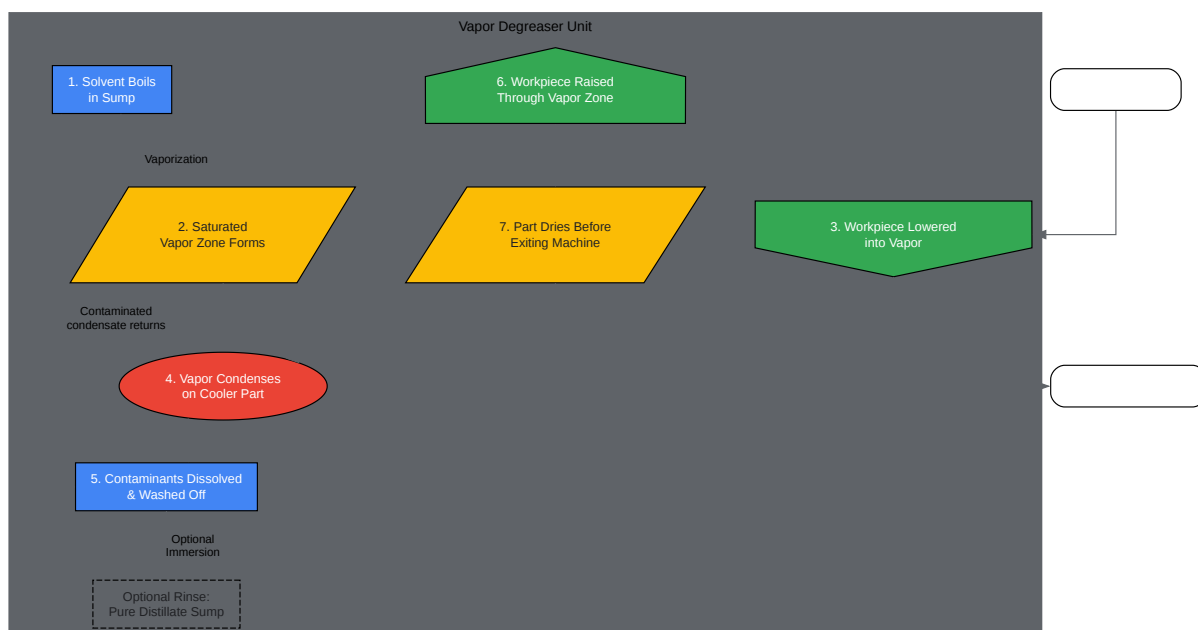 Vapor Degreaser Unit
1. Solvent Boils
in Sump
6. Workpiece Raised
Through Vapor Zone
Vaporization
2. Saturated
Vapor Zone Forms
7. Part Dries Before
Exiting Machine
3. Workpiece Lowered
into Vapor
Contaminated
condensate returns
4. Vapor Condenses
on Cooler Part
5. Contaminants Dissolved
& Washed Off
Optional
Immersion
Optional Rinse:
Pure Distillate Sump